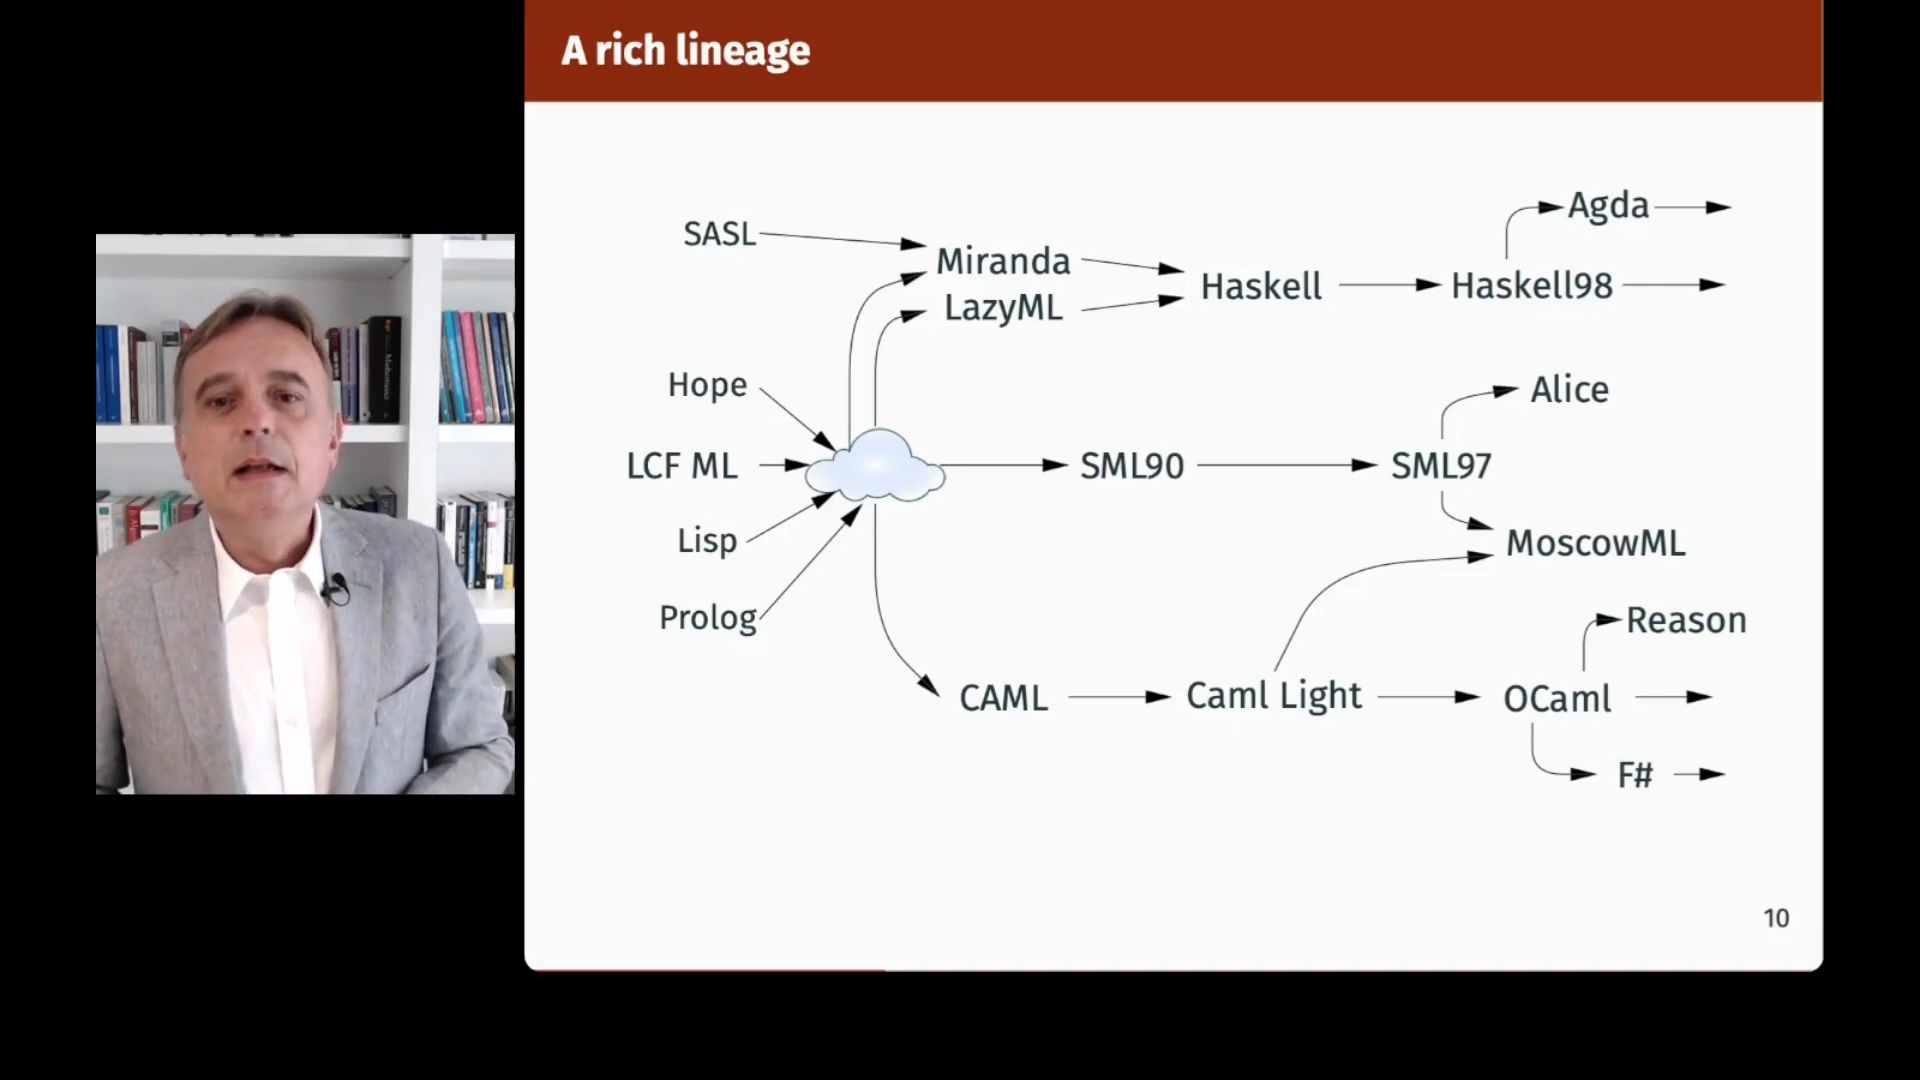 A rich lineage
Agda
SASL
Miranda
Haskell
Haskell98
LazyML
Hope
Alice
LCF ML
SML90
SML97
Lisp
MoscowML
Prolog
Reason
CAML
Caml Light
OCaml
F#
10